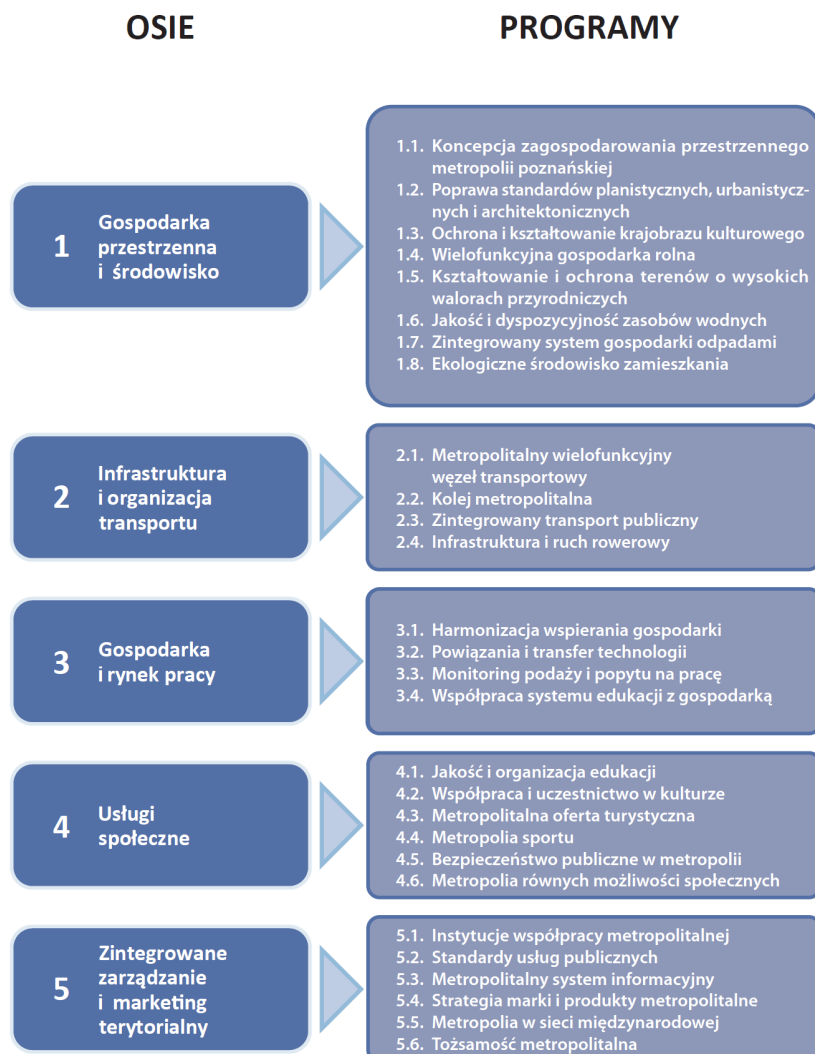 OSIE
PROGRAMY
1
Gospodarka
przestrzenna
i środowisko
1.1. Koncepcja zagospodarowania przestrzennego
metropolii poznańskiej
1.2. Poprawa standardów planistycznych, urbanistycz-
nych i architektonicznych
1.3. Ochrona i kształtowanie krajobrazu kulturowego
1.4. Wielofunkcyjna gospodarka rolna
1.5. Kształtowanie i ochrona terenów o wysokich
walorach przyrodniczych
1.6. Jakość i dyspozycyjność zasobów wodnych
1.7. Zintegrowany system gospodarki odpadami
1.8. Ekologiczne środowisko zamieszkania
2
Infrastruktura
i organizacja
transportu
2.1. Metropolitalny wielofunkcyjny
węzeł transportowy
2.2. Kolej metropolitalna
2.3. Zintegrowany transport publiczny
2.4. Infrastruktura i ruch rowerowy
3
Gospodarka
i rynek pracy
3.1. Harmonizacja wspierania gospodarki
3.2. Powiązania i transfer technologii
3.3. Monitoring podaży i popytu na pracę
3.4. Współpraca systemu edukacji z gospodarką
4
Usługi
społeczne
4.1. Jakość i organizacja edukacji
4.2. Współpraca i uczestnictwo w kulturze
4.3. Metropolitalna oferta turystyczna
4.4. Metropolia sportu
4.5. Bezpieczeństwo publiczne w metropolii
4.6. Metropolia równych możliwości społecznych
5
Zintegrowane
zarządzanie
i marketing
terytorialny
5.1. Instytucje współpracy metropolitalnej
5.2. Standardy usług publicznych
5.3. Metropolitalny system informacyjny
5.4. Strategia marki i produkty metropolitalne
5.5. Metropolia w sieci międzynarodowej
5.6. Tożsamość metropolitalna